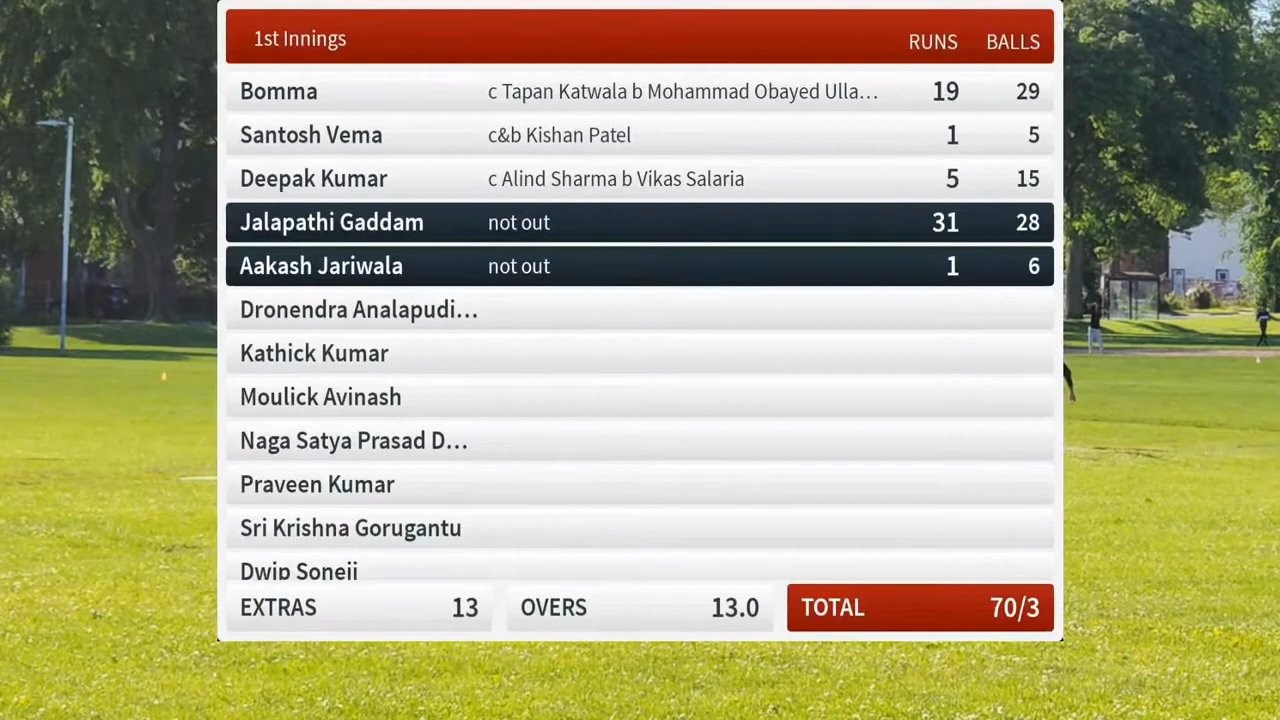 1st Innings RUNS BALLS
Bomma c Tapan Katwala b Mohammad Obayed Ulla… 19 29
Santosh Vema c&b Kishan Patel 1 5
Deepak Kumar c Alind Sharma b Vikas Salaria 5 15
Jalapathi Gaddam not out 31 28
Aakash Jariwala not out 1 6
Dronendra Analapudi…
Kathick Kumar
Moulick Avinash
Naga Satya Prasad D…
Praveen Kumar
Sri Krishna Gorugantu
Dwip Soneji
EXTRAS 13 OVERS 13.0 TOTAL 70/3